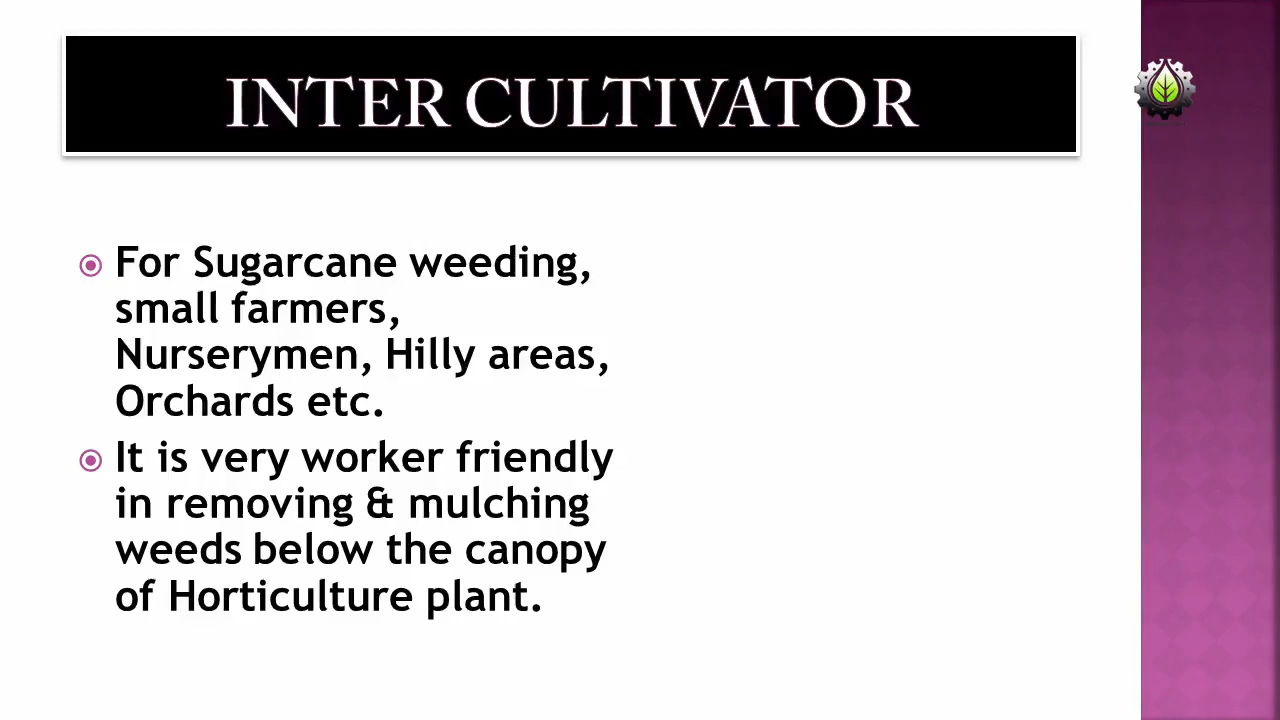 INTER CULTIVATOR
For Sugarcane weeding,
small farmers,
Nurserymen, Hilly areas,
Orchards etc.
It is very worker friendly
in removing & mulching
weeds below the canopy
of Horticulture plant.